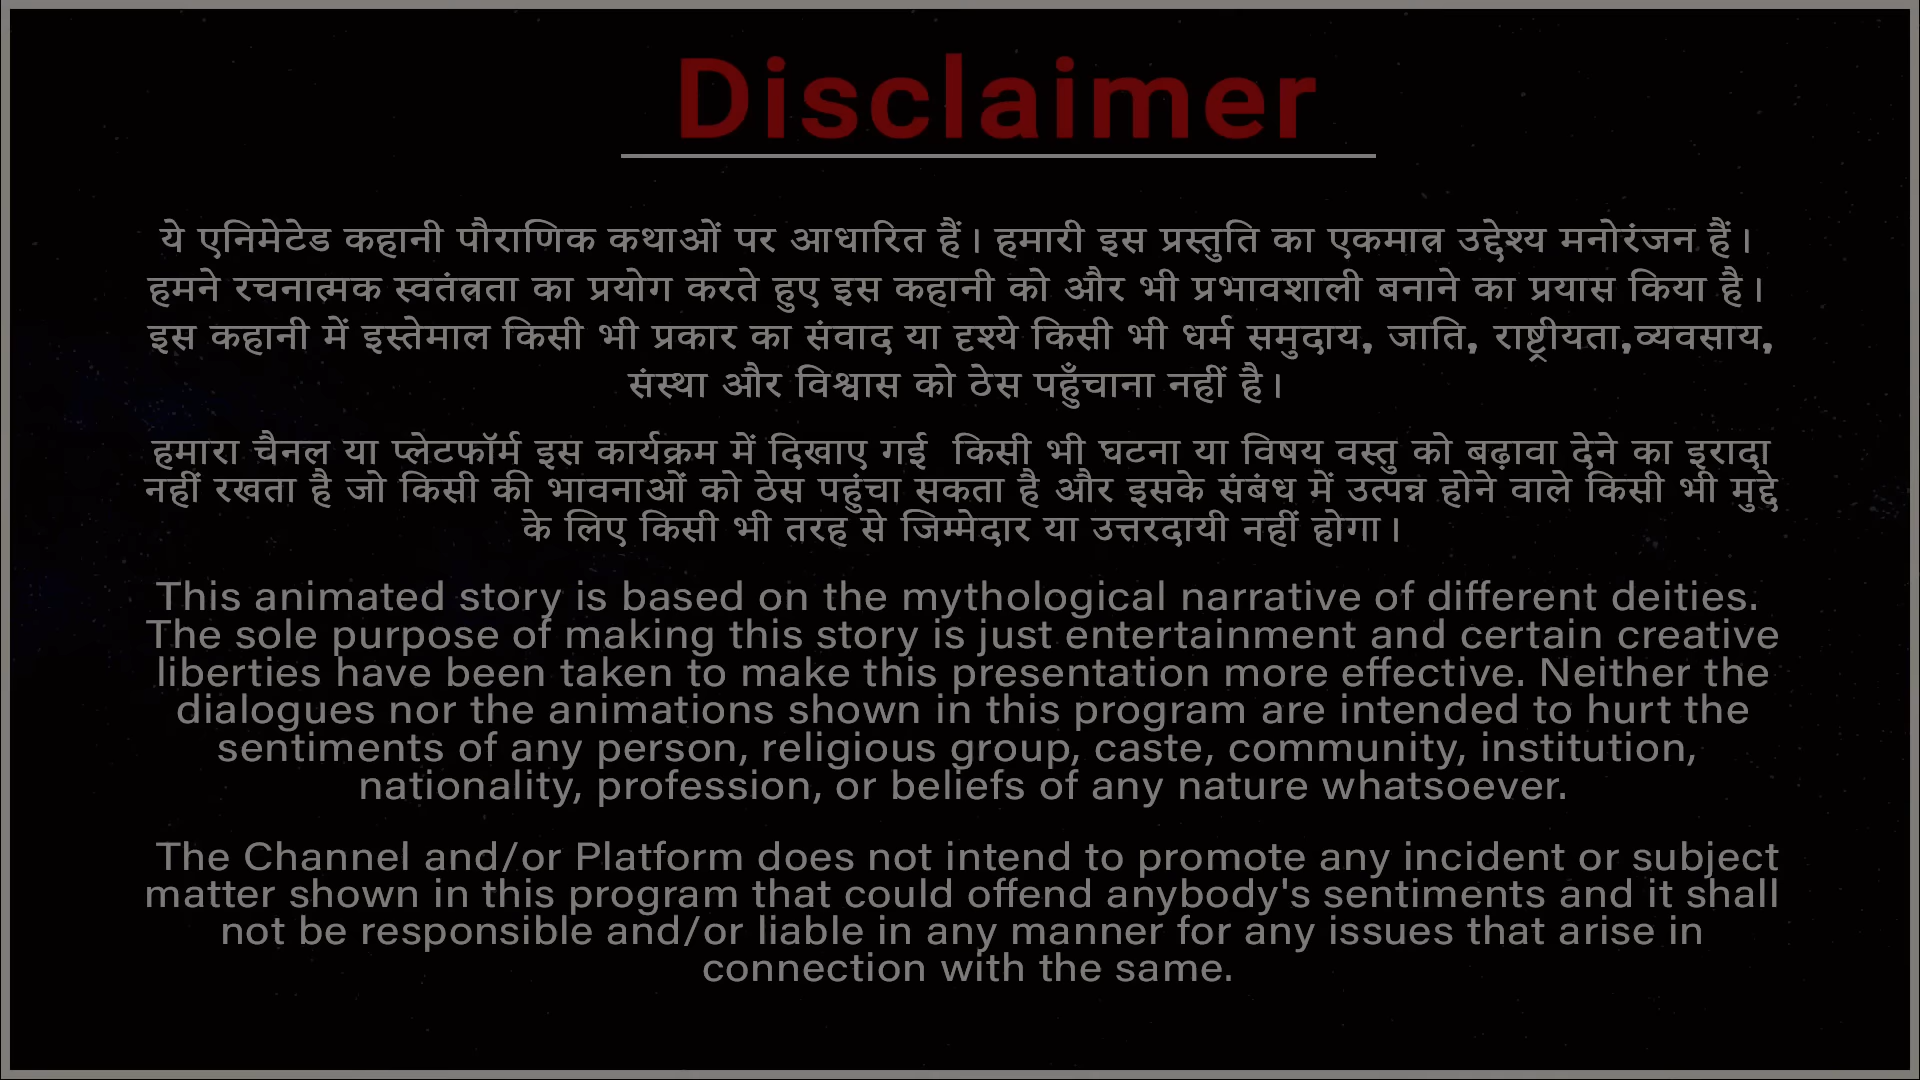 Disclaimer
ये एनिमेटेड कहानी पौराणिक कथाओं पर आधारित हैं। हमारी इस प्रस्तुति का एकमात्र उद्देश्य मनोरंजन हैं।
हमने रचनात्मक स्वतंत्रता का प्रयोग करते हुए इस कहानी को और भी प्रभावशाली बनाने का प्रयास किया है।
इस कहानी में इस्तेमाल किसी भी प्रकार का संवाद या दृश्ये किसी भी धर्म समुदाय, जाति, राष्ट्रीयता,व्यवसाय,
संस्था और विश्वास को ठेस पहुँचाना नहीं है।
हमारा चैनल या प्लेटफॉर्म इस कार्यक्रम में दिखाए गई किसी भी घटना या विषय वस्तु को बढ़ावा देने का इरादा
नहीं रखता है जो किसी की भावनाओं को ठेस पहुंचा सकता है और इसके संबंध में उत्पन्न होने वाले किसी भी मुद्दे
के लिए किसी भी तरह से जिम्मेदार या उत्तरदायी नहीं होगा।
This animated story is based on the mythological narrative of different deities.
The sole purpose of making this story is just entertainment and certain creative
liberties have been taken to make this presentation more effective. Neither the
dialogues nor the animations shown in this program are intended to hurt the
sentiments of any person, religious group, caste, community, institution,
nationality, profession, or beliefs of any nature whatsoever.
The Channel and/or Platform does not intend to promote any incident or subject
matter shown in this program that could offend anybody's sentiments and it shall
not be responsible and/or liable in any manner for any issues that arise in
connection with the same.